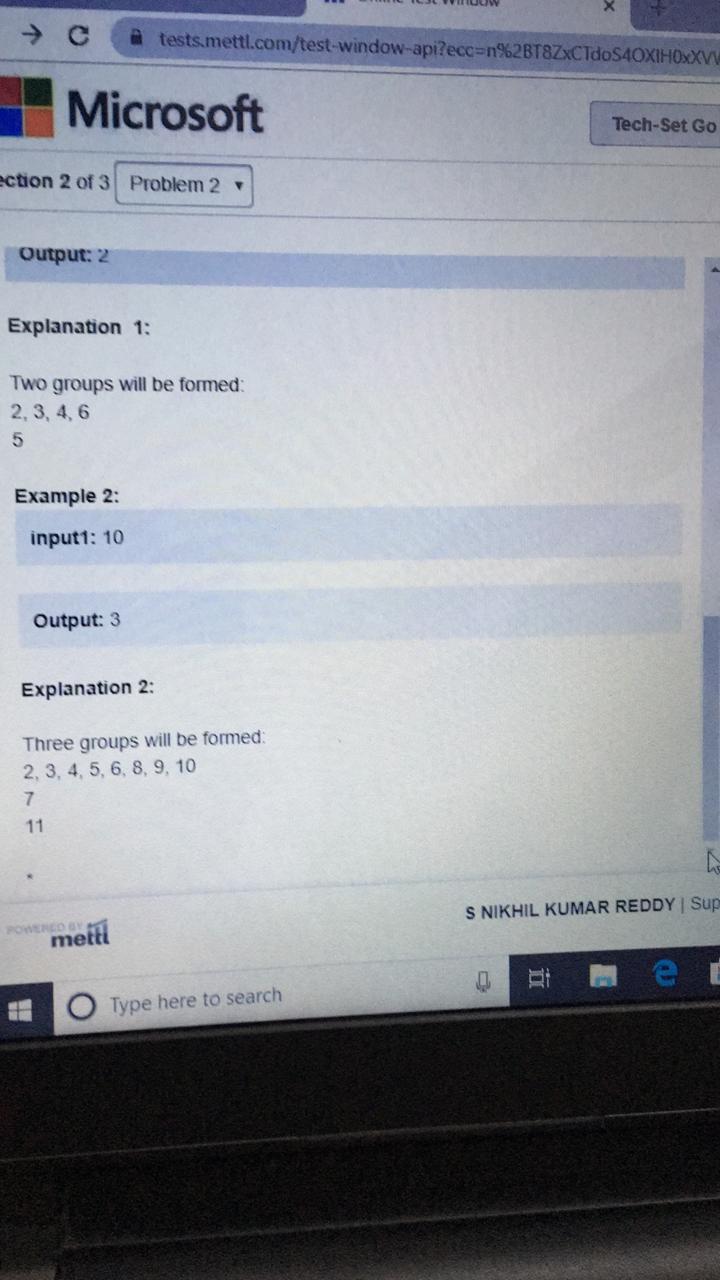 tests.mettl.com/test-window-api?ecc=n%2BT8ZxCTdoS4OXIH0xXVV
Microsoft
Tech-Set Go
ection 2 of 3 Problem 2
Output: 2
Explanation 1:
Two groups will be formed:
2, 3, 4, 6
5
Example 2:
input1: 10
Output: 3
Explanation 2:
Three groups will be formed:
2, 3, 4, 5, 6, 8, 9, 10
7
11
*
S NIKHIL KUMAR REDDY | Sup
POWERED BY
mettl
Type here to search